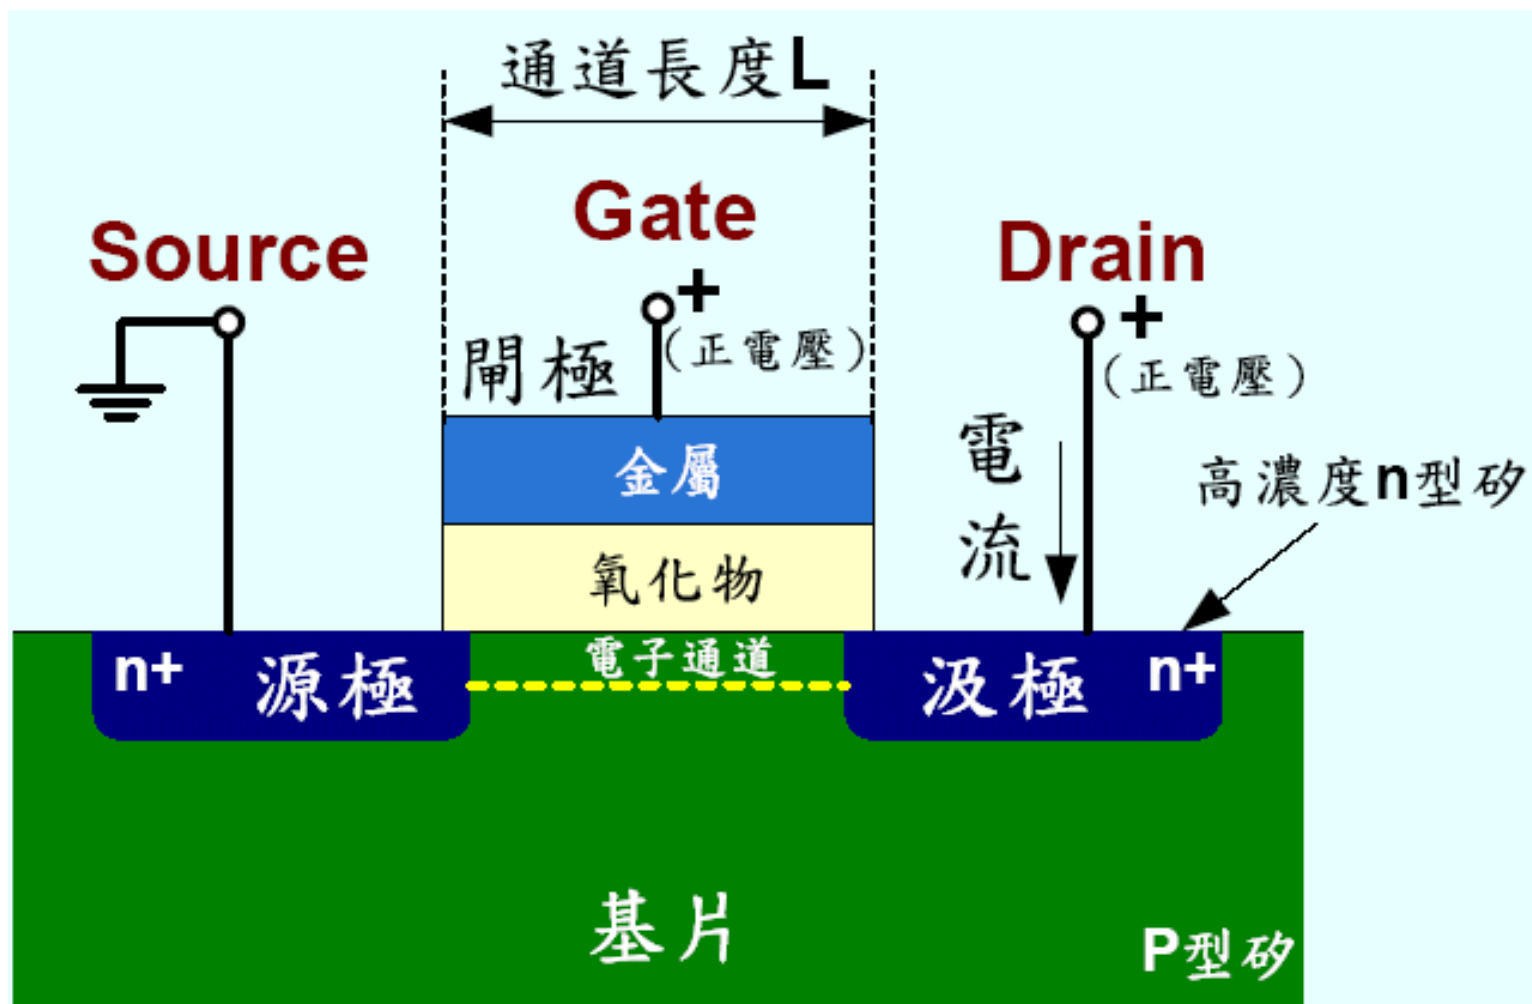 通道長度L
Gate
Source
Drain
+
+
閘極
(正電壓)
(正電壓)
電流
金屬
高濃度n型矽
氧化物
電子通道
n+
源極
汲極
n+
基片
P型矽